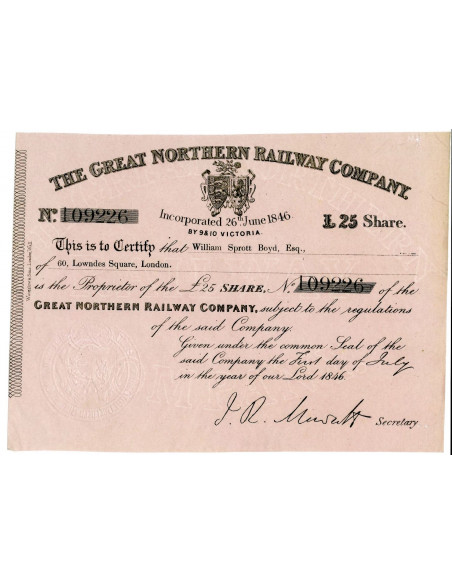 THE GREAT NORTHERN RAILWAY COMPANY.
No. 109226
Incorporated 26th June 1846
BY 9 & 10 VICTORIA.
£ 25 Share.
This is to Certify that William Sprott Boyd, Esq.,
of 60, Lowndes Square, London.
is the Proprietor of the £25 SHARE, No. 109226 of the
GREAT NORTHERN RAILWAY COMPANY, subject to the regulations
of the said Company.
Given under the common Seal of the
said Company the First day of July
in the year of our Lord 1846.
J. R. Mowatt Secretary